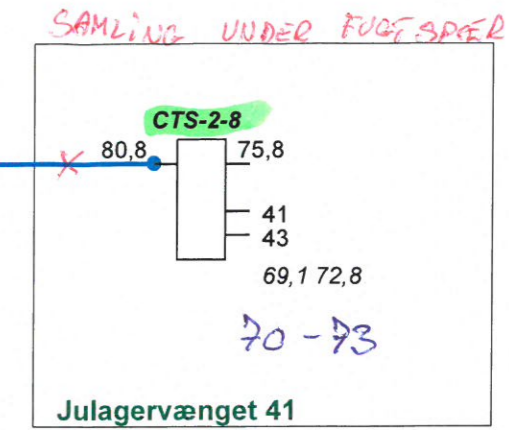 SAMLING UNDER FUGTSPÆR
CTS-2-8
80,8 75,8
41
43
69,1 72,8
70-73
Julagervænget 41